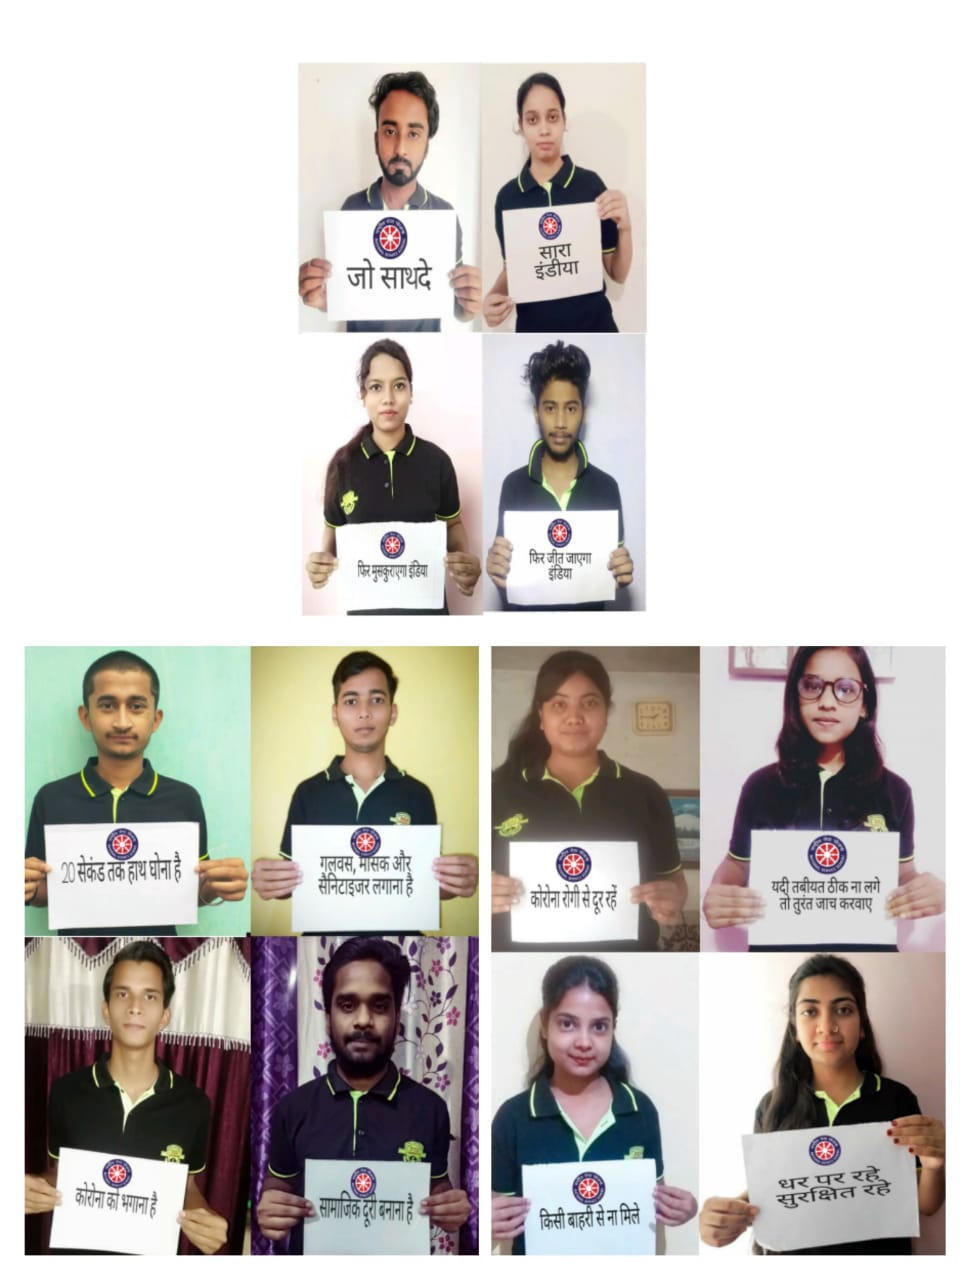 जो साथदे
सारा
इंडीया
फिर मुसकुराएगा इंडिया
फिर जीत जाएगा
इंडिया
20 सेकंड तक हाथ घोना है
गलवस, मासक और
सैनिटाइजर लगाना है
कोरोना को भगाना है
सामाजिक दूरी बनाना है
कोरोना रोगी से दूर रहें
यदी तबीयत ठीक ना लगे
तो तुरंत जाच करवाए
किसी बाहरी से ना मिले
धर पर रहे
सुरक्षित रहे